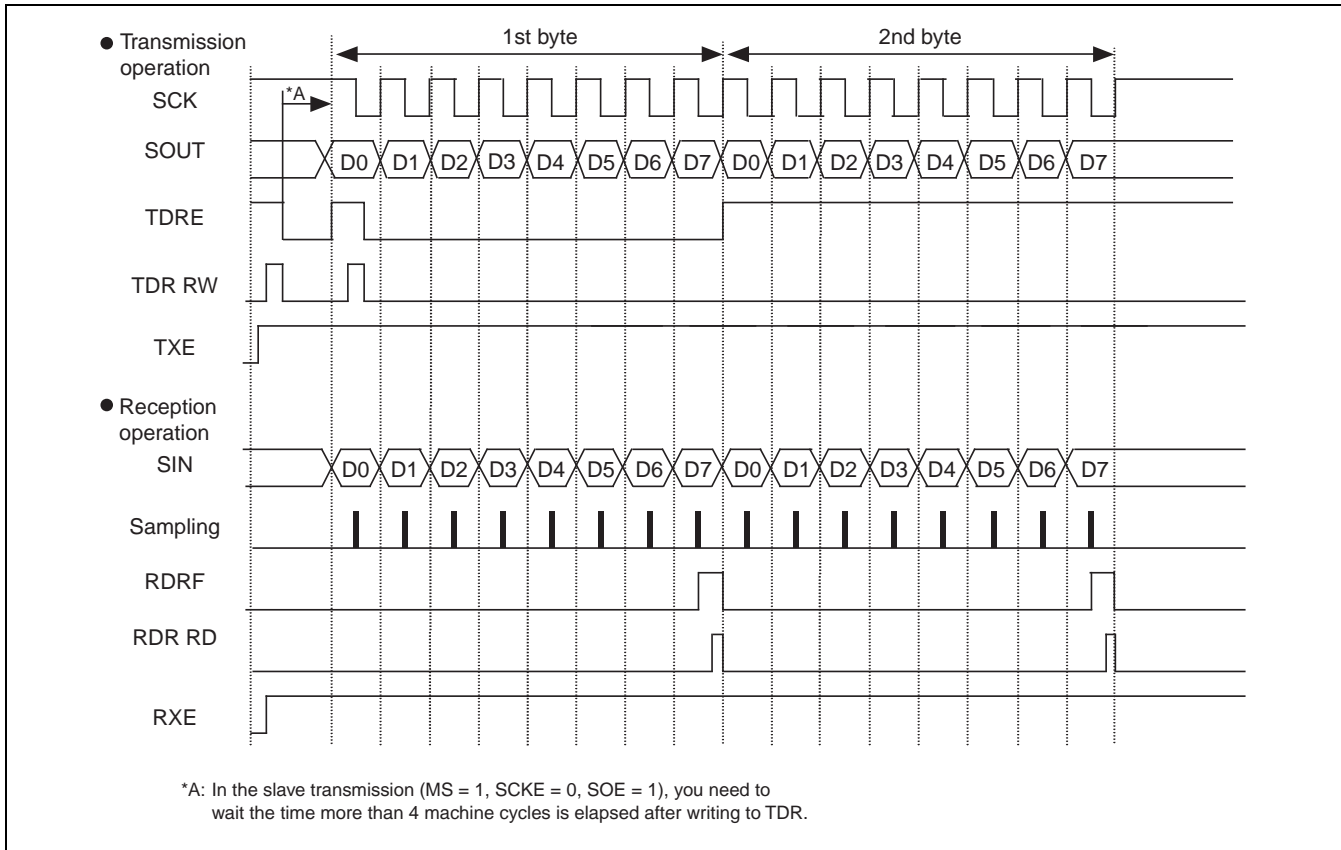 1st byte 2nd byte
● Transmission
operation
SCK
*A
SOUT D0 D1 D2 D3 D4 D5 D6 D7 D0 D1 D2 D3 D4 D5 D6 D7
TDRE
TDR RW
TXE
● Reception
operation
SIN D0 D1 D2 D3 D4 D5 D6 D7 D0 D1 D2 D3 D4 D5 D6 D7
Sampling
RDRF
RDR RD
RXE
*A: In the slave transmission (MS = 1, SCKE = 0, SOE = 1), you need to
wait the time more than 4 machine cycles is elapsed after writing to TDR.